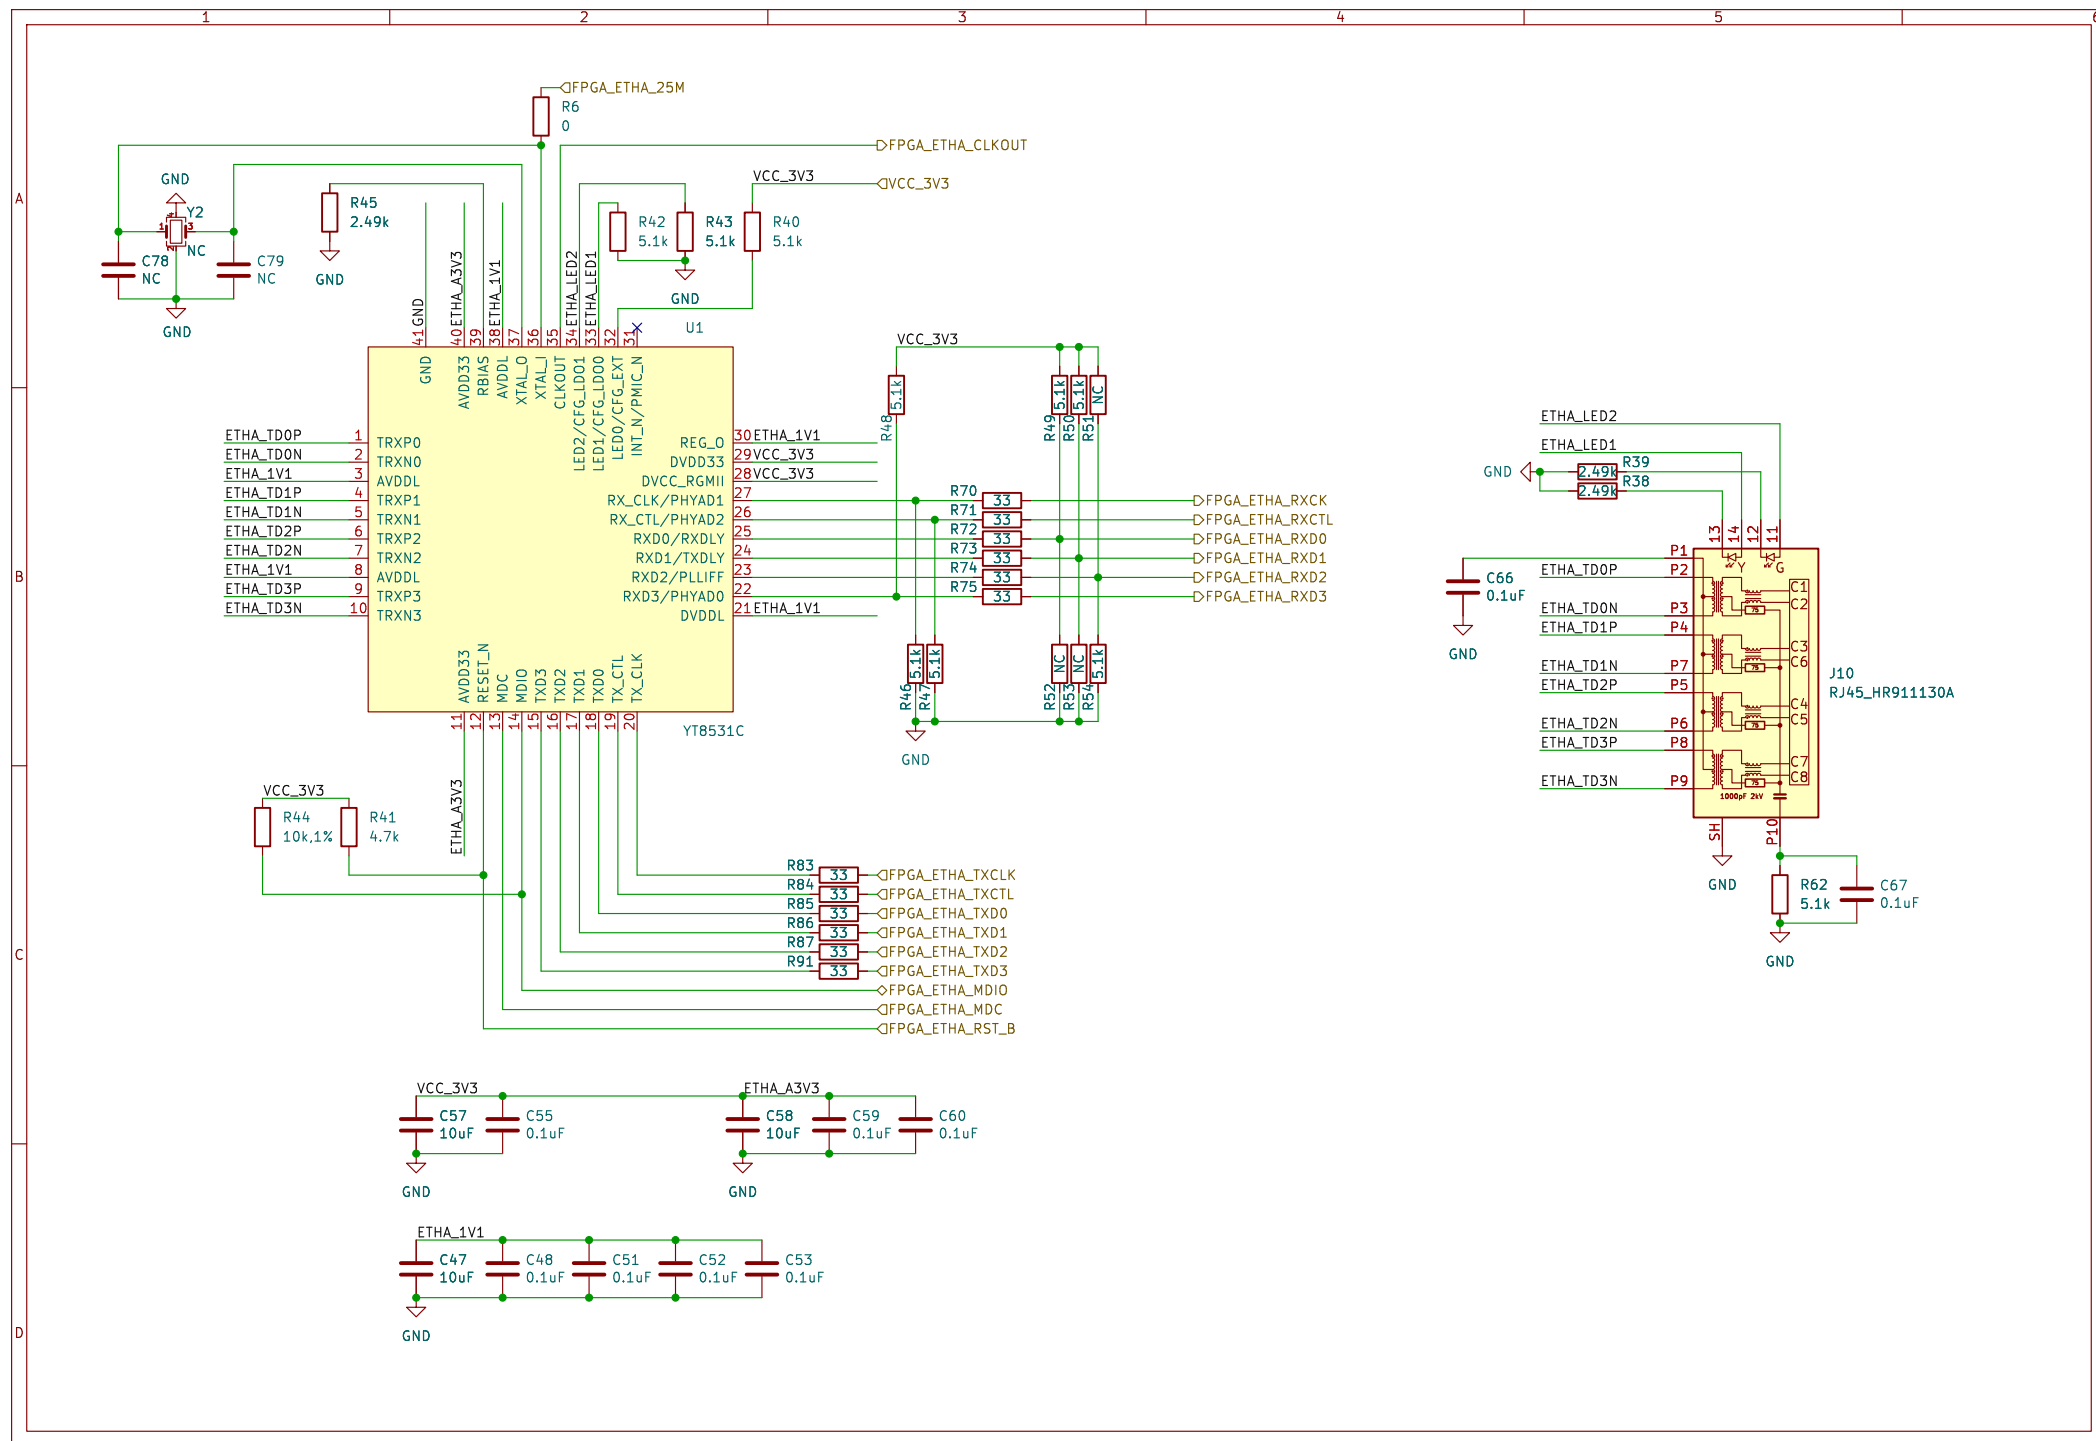 1 2 3 4 5 6
A
B
C
D
FPGA_ETHA_25M
R6
0
FPGA_ETHA_CLKOUT
VCC_3V3
VCC_3V3
GND
Y2
1
2
3
4
NC
C78
NC
C79
NC
GND
R45
2.49k
GND
R42
5.1k
R43
5.1k
R40
5.1k
GND
GND
ETHA_A3V3
ETHA_1V1
ETHA_LED2
ETHA_LED1
41 40 39 38 37 36 35 34 33 32 31
U1
GND
AVDD33
RBIAS
AVDDL
XTAL_O
XTAL_I
CLKOUT
LED2/CFG_LDO1
LED1/CFG_LDO0
LED0/CFG_EXT
INT_N/PMIC_N
ETHA_TD0P 1 TRXP0
ETHA_TD0N 2 TRXN0
ETHA_1V1 3 AVDDL
ETHA_TD1P 4 TRXP1
ETHA_TD1N 5 TRXN1
ETHA_TD2P 6 TRXP2
ETHA_TD2N 7 TRXN2
ETHA_1V1 8 AVDDL
ETHA_TD3P 9 TRXP3
ETHA_TD3N 10 TRXN3
REG_O 30 ETHA_1V1
DVDD33 29 VCC_3V3
DVCC_RGMII 28 VCC_3V3
RX_CLK/PHYAD1 27 R70 33 FPGA_ETHA_RXCK
RX_CTL/PHYAD2 26 R71 33 FPGA_ETHA_RXCTL
RXD0/RXDLY 25 R72 33 FPGA_ETHA_RXD0
RXD1/TXDLY 24 R73 33 FPGA_ETHA_RXD1
RXD2/PLLIFF 23 R74 33 FPGA_ETHA_RXD2
RXD3/PHYAD0 22 R75 33 FPGA_ETHA_RXD3
DVDDL 21 ETHA_1V1
VCC_3V3
R48 5.1k
R49 5.1k
R50 5.1k
R51 NC
R46 5.1k
R47 5.1k
R52 NC
R53 NC
R54 5.1k
GND
AVDD33
RESET_N
MDC
MDIO
TXD3
TXD2
TXD1
TXD0
TX_CTL
TX_CLK
11 12 13 14 15 16 17 18 19 20
YT8531C
ETHA_A3V3
VCC_3V3
R44
10k,1%
R41
4.7k
R83 33 FPGA_ETHA_TXCLK
R84 33 FPGA_ETHA_TXCTL
R85 33 FPGA_ETHA_TXD0
R86 33 FPGA_ETHA_TXD1
R87 33 FPGA_ETHA_TXD2
R91 33 FPGA_ETHA_TXD3
FPGA_ETHA_MDIO
FPGA_ETHA_MDC
FPGA_ETHA_RST_B
ETHA_LED2
ETHA_LED1
GND
2.49k R39
2.49k R38
13 14 12 11
Y G
P1
ETHA_TD0P P2
ETHA_TD0N P3
ETHA_TD1P P4
ETHA_TD1N P7
ETHA_TD2P P5
ETHA_TD2N P6
ETHA_TD3P P8
ETHA_TD3N P9
C66
0.1uF
GND
C1
C2
75
C3
C6
75
C4
C5
75
C7
C8
75
1000pF 2kV
J10
RJ45_HR911130A
SH
P10
GND
R62
5.1k
C67
0.1uF
GND
VCC_3V3
ETHA_A3V3
C57
10uF
C55
0.1uF
C58
10uF
C59
0.1uF
C60
0.1uF
GND
GND
ETHA_1V1
C47
10uF
C48
0.1uF
C51
0.1uF
C52
0.1uF
C53
0.1uF
GND